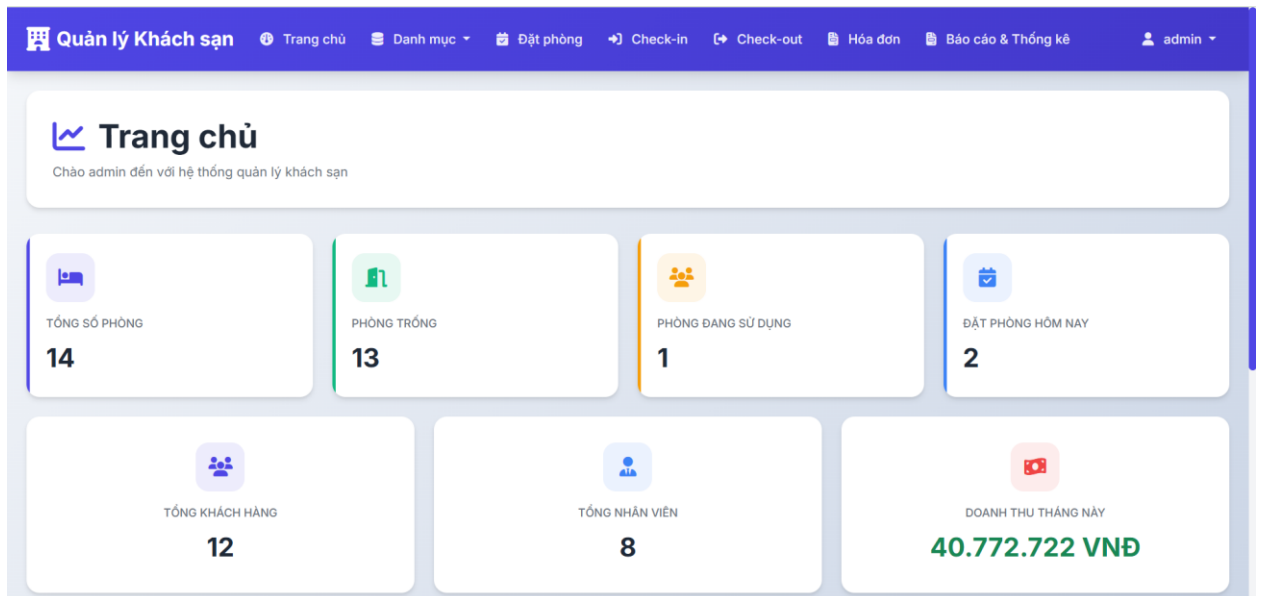 Quản lý Khách sạn Trang chủ Danh mục Đặt phòng Check-in Check-out Hóa đơn Báo cáo & Thống kê admin
Trang chủ
Chào admin đến với hệ thống quản lý khách sạn
TỔNG SỐ PHÒNG PHÒNG TRỐNG PHÒNG ĐANG SỬ DỤNG ĐẶT PHÒNG HÔM NAY
14 13 1 2
TỔNG KHÁCH HÀNG TỔNG NHÂN VIÊN DOANH THU THÁNG NÀY
12 8 40.772.722 VNĐ